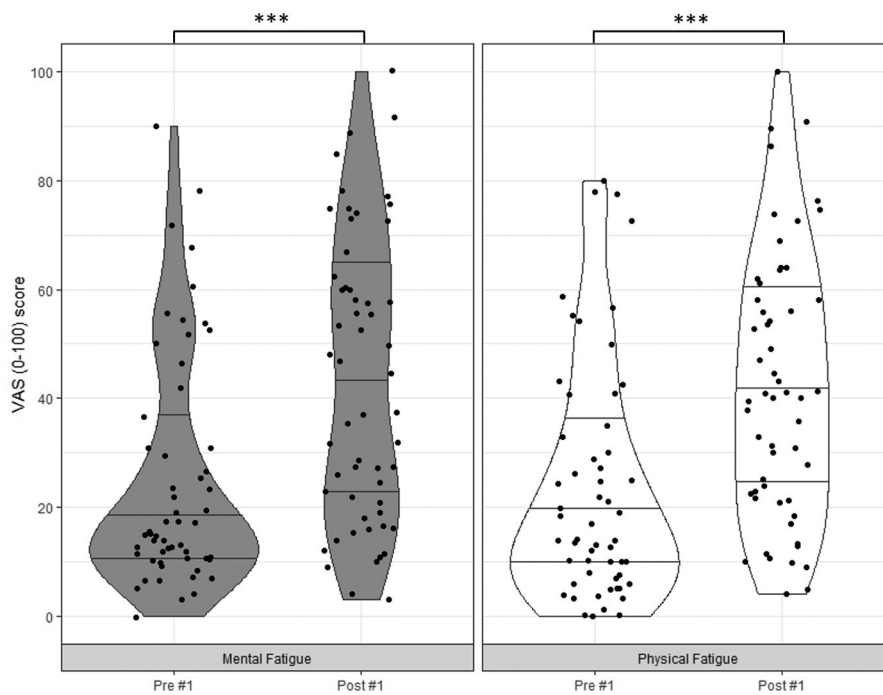 *** ***
VAS (0-100) score
100
80
60
40
20
0
Mental Fatigue Physical Fatigue
Pre #1 Post #1 Pre #1 Post #1